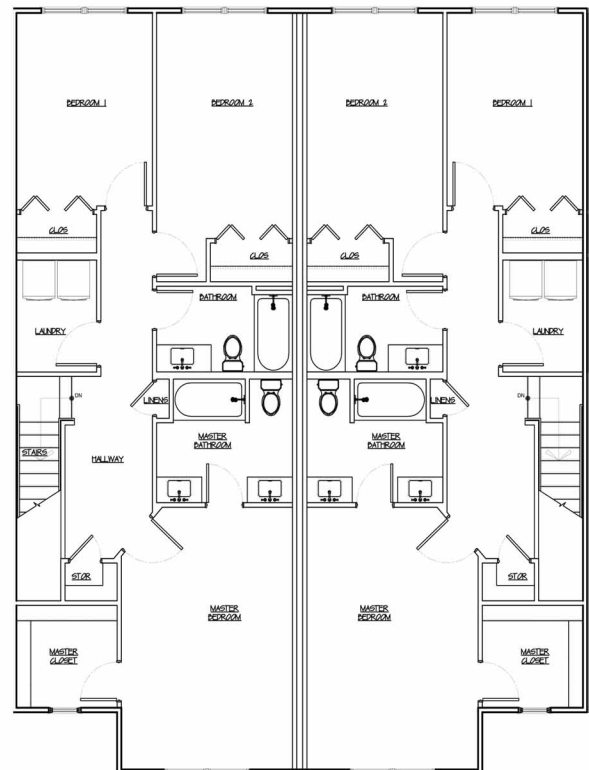 BEDROOM 1
BEDROOM 2
BEDROOM 2
BEDROOM 1
CLOS
CLOS
CLOS
CLOS
BATHROOM
BATHROOM
LAUNDRY
LAUNDRY
DN
LINENS
LINENS
DN
STAIRS
HALLWAY
MASTER
BATHROOM
MASTER
BATHROOM
STOR
STOR
MASTER
BEDROOM
MASTER
BEDROOM
MASTER
CLOSET
MASTER
CLOSET